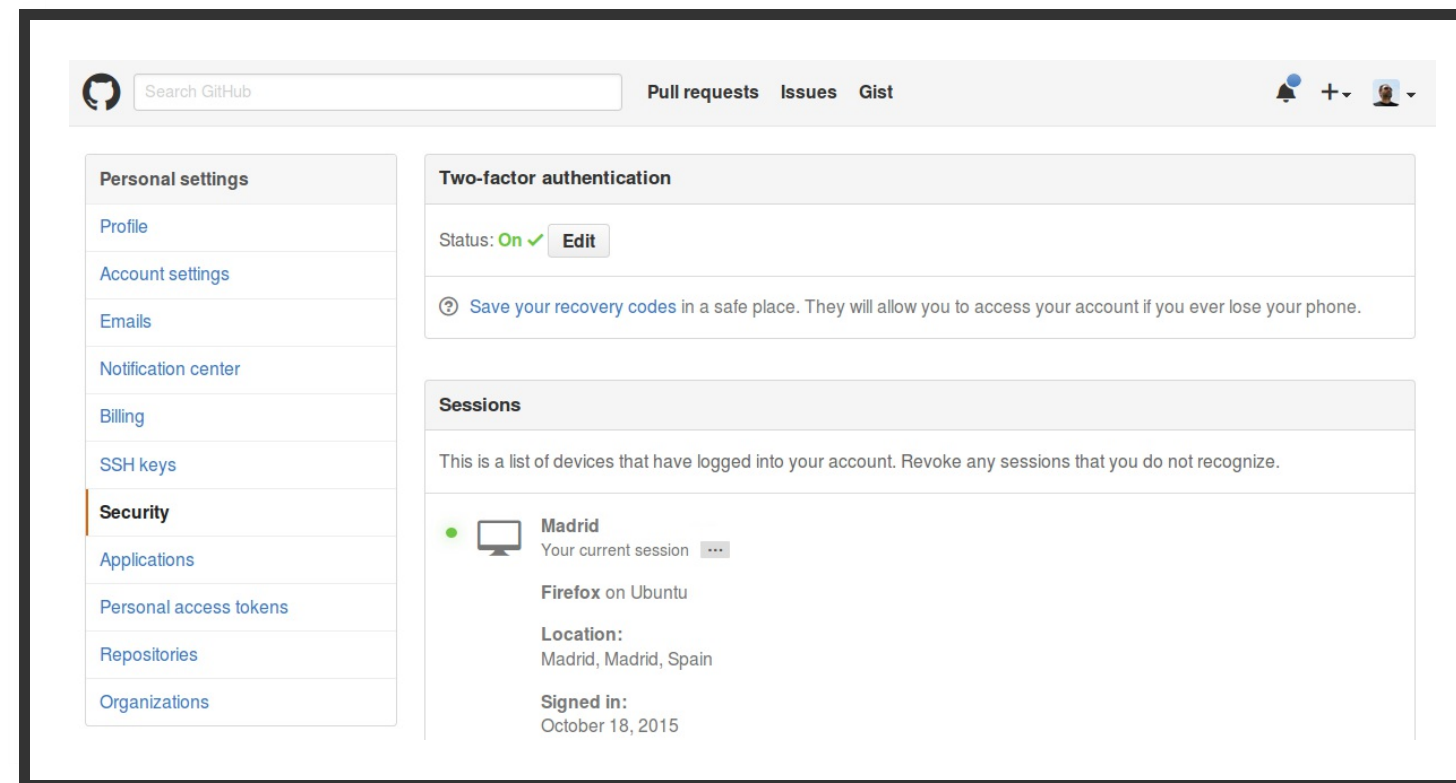 Search GitHub
Pull requests Issues Gist
Personal settings
Profile
Account settings
Emails
Notification center
Billing
SSH keys
Security
Applications
Personal access tokens
Repositories
Organizations
Two-factor authentication
Status: On ✓ Edit
Save your recovery codes in a safe place. They will allow you to access your account if you ever lose your phone.
Sessions
This is a list of devices that have logged into your account. Revoke any sessions that you do not recognize.
Madrid
Your current session ...
Firefox on Ubuntu
Location:
Madrid, Madrid, Spain
Signed in:
October 18, 2015